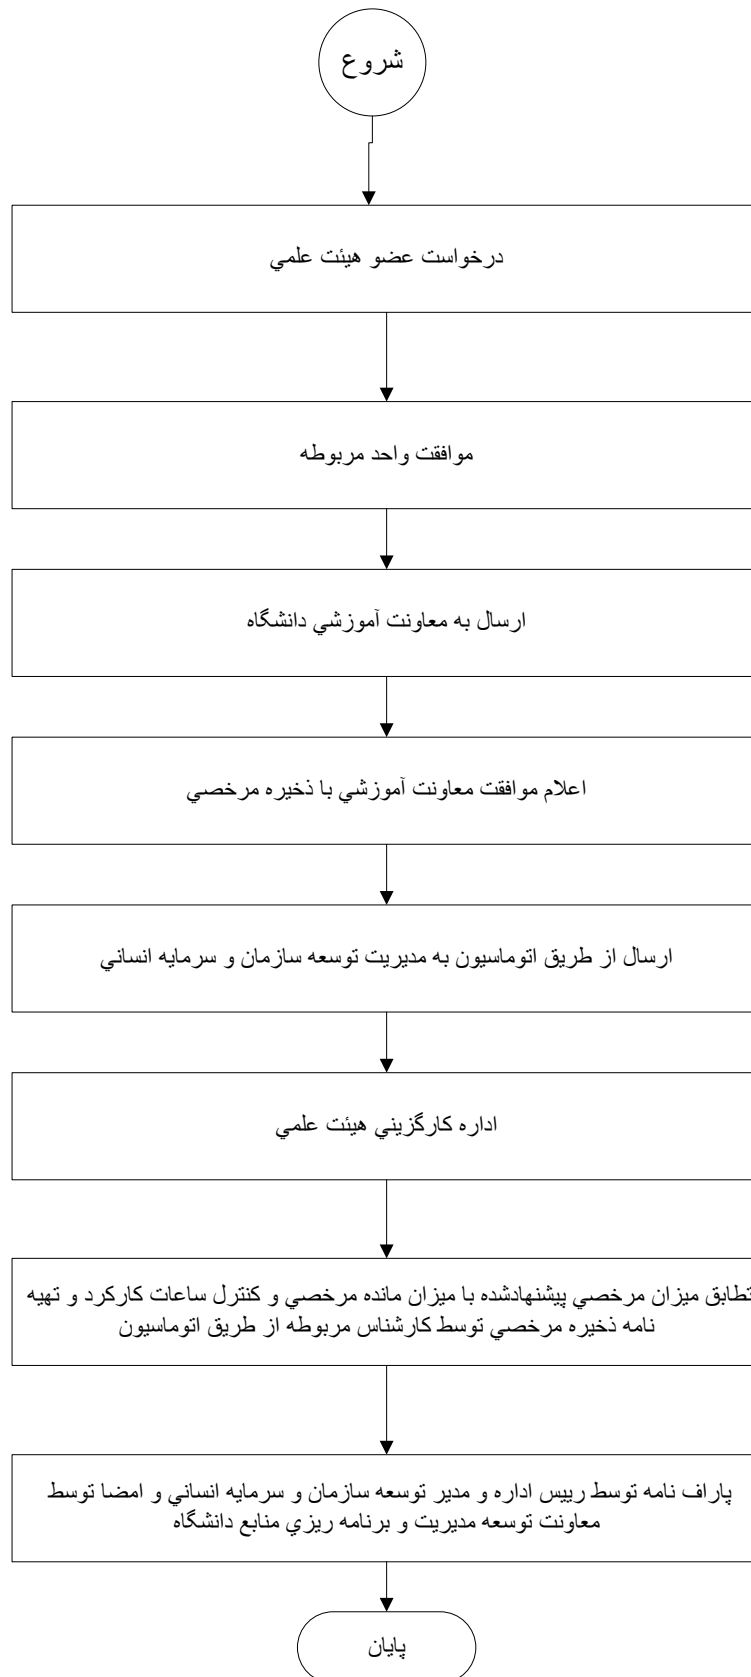 شروع
درخواست عضو هيئت علمي
موافقت واحد مربوطه
ارسال به معاونت آموزشي دانشگاه
اعلام موافقت معاونت آموزشي با ذخيره مرخصي
ارسال از طريق اتوماسيون به مديريت توسعه سازمان و سرمايه انساني
اداره كارگزيني هيئت علمي
تطابق ميزان مرخصي پيشنهادشده با ميزان مانده مرخصي و كنترل ساعات كاركرد و تهيه
نامه ذخيره مرخصي توسط كارشناس مربوطه از طريق اتوماسيون
پاراف نامه توسط رييس اداره و مدير توسعه سازمان و سرمايه انساني و امضا توسط
معاونت توسعه مديريت و برنامه ريزي منابع دانشگاه
پايان